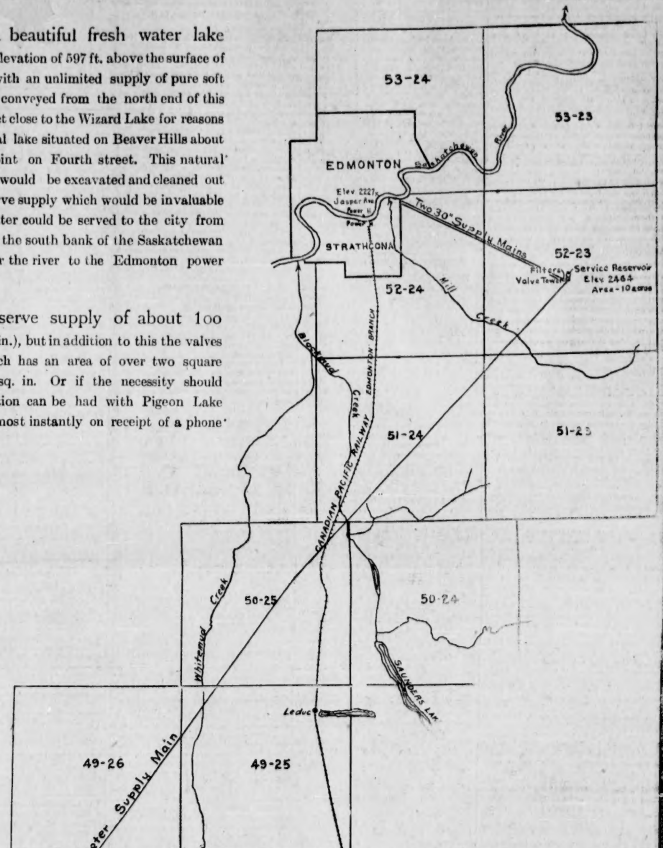 beautiful fresh water lake
levation of 597 ft. above the surface of
with an unlimited supply of pure soft
conveyed from the north end of this
t close to the Wizard Lake for reasons
al lake situated on Beaver Hills about
int on Fourth street. This natural
would be excavated and cleaned out
ve supply which would be invaluable
ter could be served to the city from
the south bank of the Saskatchewan
r the river to the Edmonton power
serve supply of about 100
in.), but in addition to this the valves
ch has an area of over two square
sq. in. Or if the necessity should
tion can be had with Pigeon Lake
most instantly on receipt of a phone
53-24
53-23
EDMONTON
Saskatchewan River
Elev 2227
Jasper Ave
Power H
Power H
STRATHCONA
Two 30" Supply Mains
52-23
Filters
Valve Tower
Service Reservoir
Elev 2464
Area-10 acres
52-24
Mill Creek
Blackmud Creek
EDMONTON BRANCH
CANADIAN PACIFIC RAILWAY
51-24
51-23
50-25
50-24
Whitemud Creek
SAUNDERS LAKE
Leduc
49-26
49-25
ater Supply Main